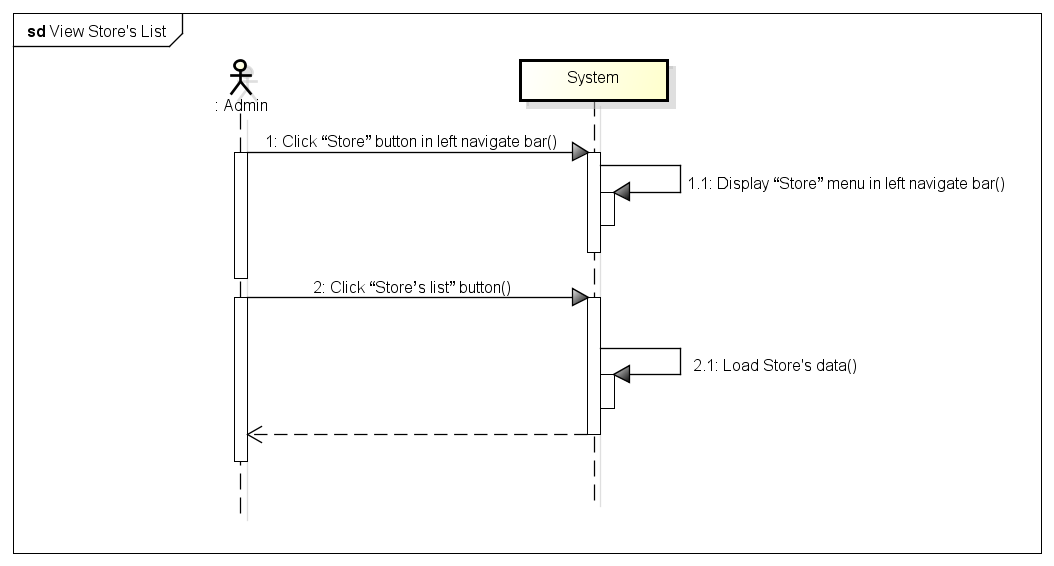 sd View Store's List
: Admin
System
1: Click “Store” button in left navigate bar()
1.1: Display “Store” menu in left navigate bar()
2: Click “Store’s list” button()
2.1: Load Store's data()